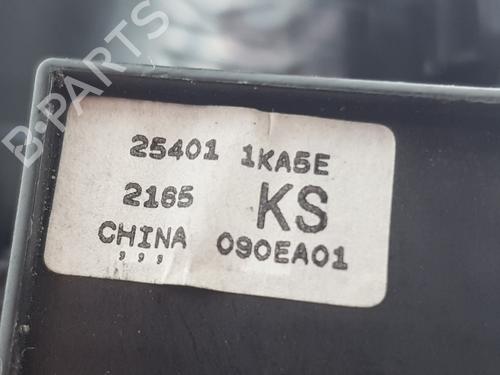 B-PARTS
25401 1KA5E
2165 KS
CHINA 090EA01
,,,